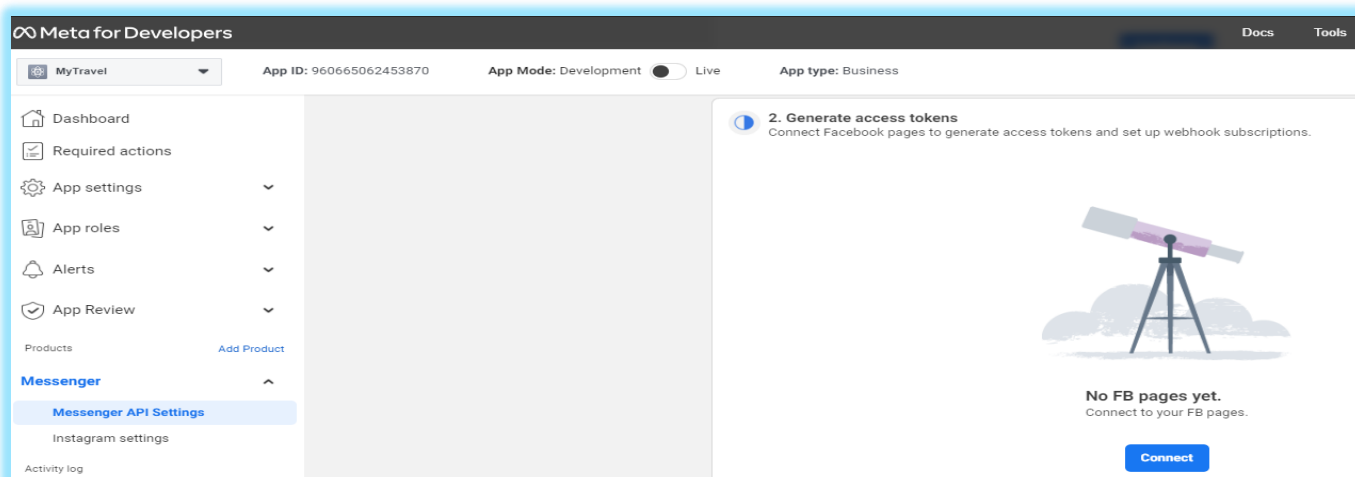 Meta for Developers
Docs
Tools
MyTravel
App ID: 960665062453870
App Mode: Development
Live
App type: Business
Dashboard
Required actions
App settings
App roles
Alerts
App Review
Products
Add Product
Messenger
Messenger API Settings
Instagram settings
Activity log
2. Generate access tokens
Connect Facebook pages to generate access tokens and set up webhook subscriptions.
No FB pages yet.
Connect to your FB pages.
Connect